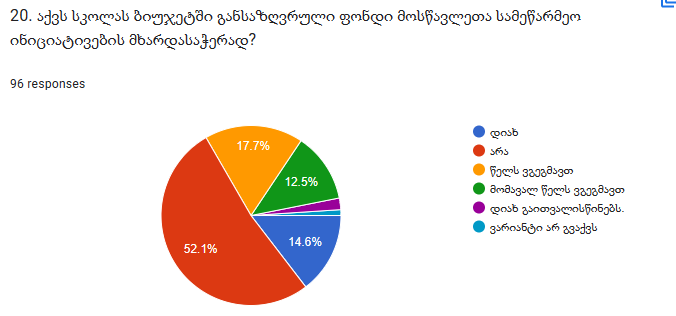 20. აქვს სკოლას ბიუჯეტში განსაზღვრული ფონდი მოსწავლეთა სამეწარმეო
ინიციატივების მხარდასაჭერად?
96 responses
17.7%
12.5%
14.6%
52.1%
დიახ
არა
წელს ვგეგმავთ
მომავალ წელს ვგეგმავთ
დიახ გაითვალისწინებს.
ვარიანტი არ გვაქვს